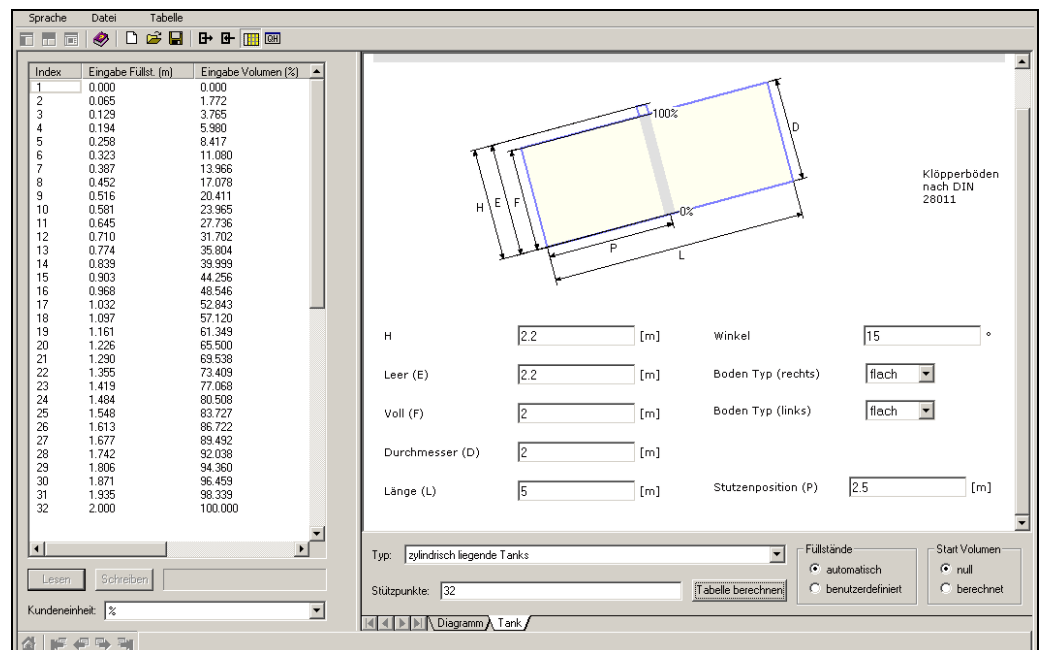 Sprache Datei Tabelle
Index Eingabe Füllst. (m) Eingabe Volumen (%)
1 0.000 0.000
2 0.065 1.772
3 0.129 3.765
4 0.194 5.980
5 0.258 8.417
6 0.323 11.080
7 0.387 13.966
8 0.452 17.078
9 0.516 20.411
10 0.581 23.965
11 0.645 27.736
12 0.710 31.702
13 0.774 35.804
14 0.839 39.999
15 0.903 44.256
16 0.968 48.546
17 1.032 52.843
18 1.097 57.120
19 1.161 61.349
20 1.226 65.500
21 1.290 69.538
22 1.355 73.409
23 1.419 77.068
24 1.484 80.508
25 1.548 83.727
26 1.613 86.722
27 1.677 89.492
28 1.742 92.038
29 1.806 94.360
30 1.871 96.459
31 1.935 98.339
32 2.000 100.000
Lesen Schreiben
Kundeneinheit: %
100%
D
H E F
0%
P
L
Klöpperböden
nach DIN
28011
H 2.2 [m] Winkel 15 °
Leer (E) 2.2 [m] Boden Typ (rechts) flach
Voll (F) 2 [m] Boden Typ (links) flach
Durchmesser (D) 2 [m]
Länge (L) 5 [m] Stutzenposition (P) 2.5 [m]
Typ: zylindrisch liegende Tanks
Stützpunkte: 32 Tabelle berechnen
Füllstände
automatisch
benutzerdefiniert
Start Volumen
null
berechnet
Diagramm Tank